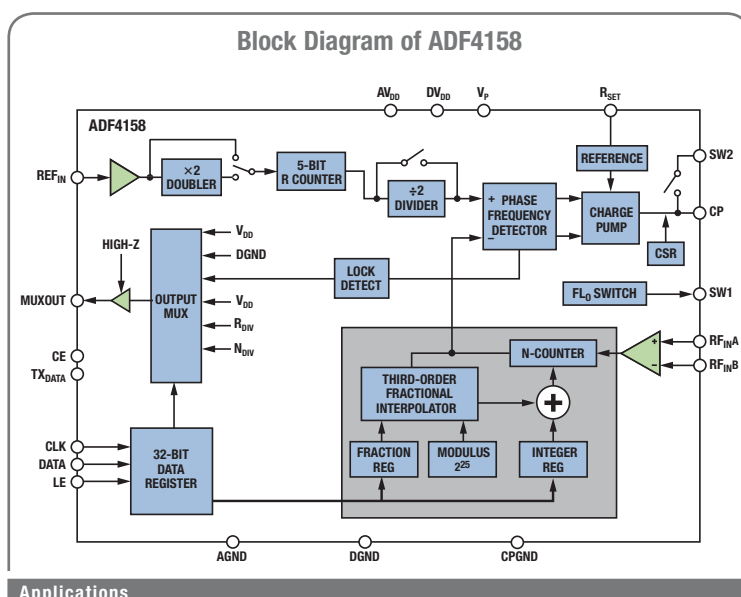 Block Diagram of ADF4158
AVDD
DVDD
VP
RSET
ADF4158
REFIN
×2
DOUBLER
5-BIT
R COUNTER
÷2
DIVIDER
+ PHASE
FREQUENCY
DETECTOR
−
REFERENCE
CHARGE
PUMP
SW2
CP
CSR
HIGH-Z
MUXOUT
OUTPUT
MUX
VDD
DGND
LOCK
DETECT
VDD
RDIV
NDIV
FLO SWITCH
SW1
CE
TXDATA
N-COUNTER
+
−
RFINA
RFINB
THIRD-ORDER
FRACTIONAL
INTERPOLATOR
+
CLK
DATA
LE
32-BIT
DATA
REGISTER
FRACTION
REG
MODULUS
2²⁵
INTEGER
REG
AGND
DGND
CPGND
Applications